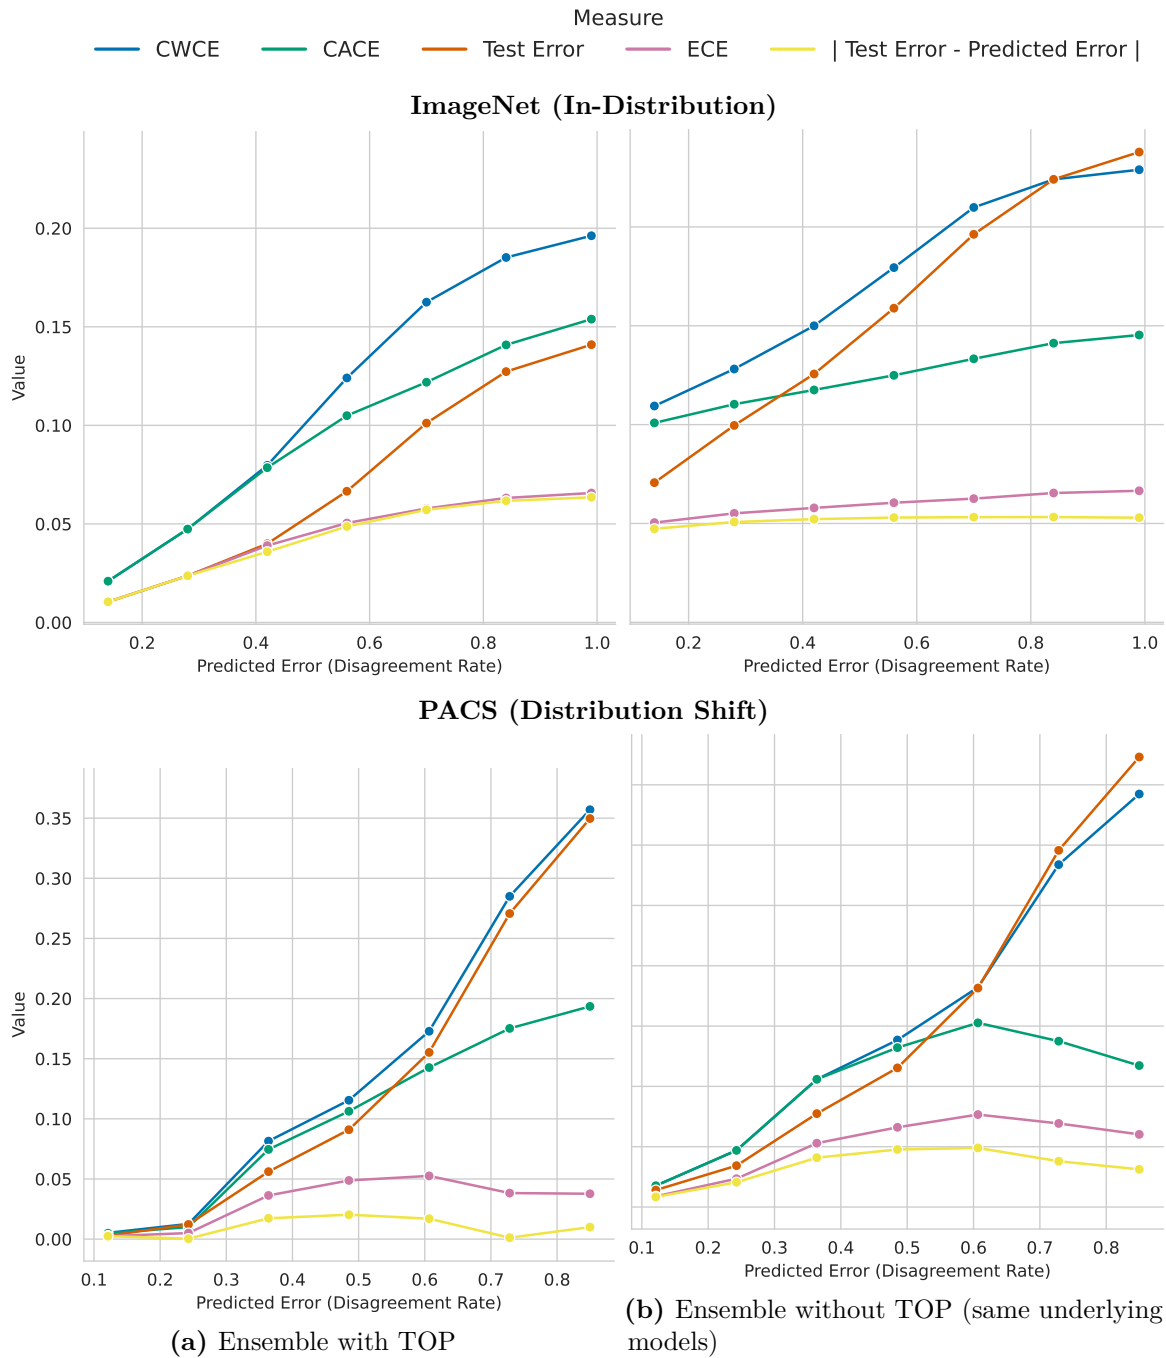 Measure
CWCE CACE Test Error ECE | Test Error - Predicted Error |
ImageNet (In-Distribution)
Value
0.20
0.15
0.10
0.05
0.00
0.2 0.4 0.6 0.8 1.0
Predicted Error (Disagreement Rate)
0.2 0.4 0.6 0.8 1.0
Predicted Error (Disagreement Rate)
PACS (Distribution Shift)
Value
0.35
0.30
0.25
0.20
0.15
0.10
0.05
0.00
0.1 0.2 0.3 0.4 0.5 0.6 0.7 0.8
Predicted Error (Disagreement Rate)
(a) Ensemble with TOP
0.1 0.2 0.3 0.4 0.5 0.6 0.7 0.8
Predicted Error (Disagreement Rate)
(b) Ensemble without TOP (same underlying
models)